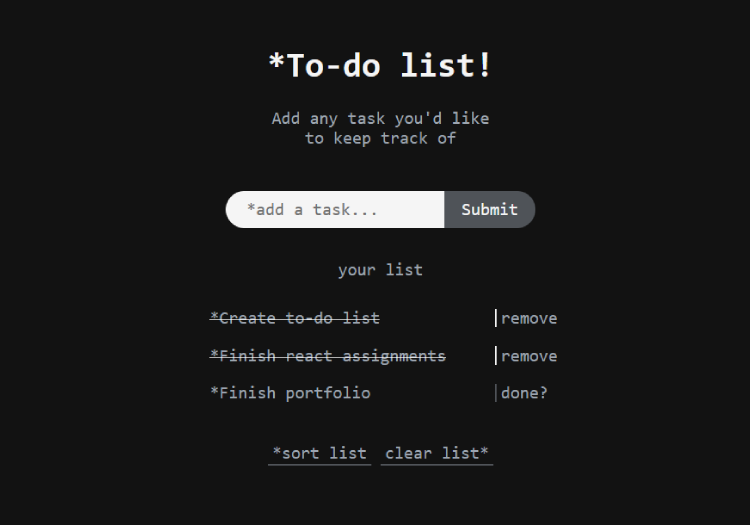 *To-do list!
Add any task you'd like
to keep track of
*add a task... Submit
your list
*Create to-do list remove
*Finish react assignments remove
*Finish portfolio done?
*sort list clear list*